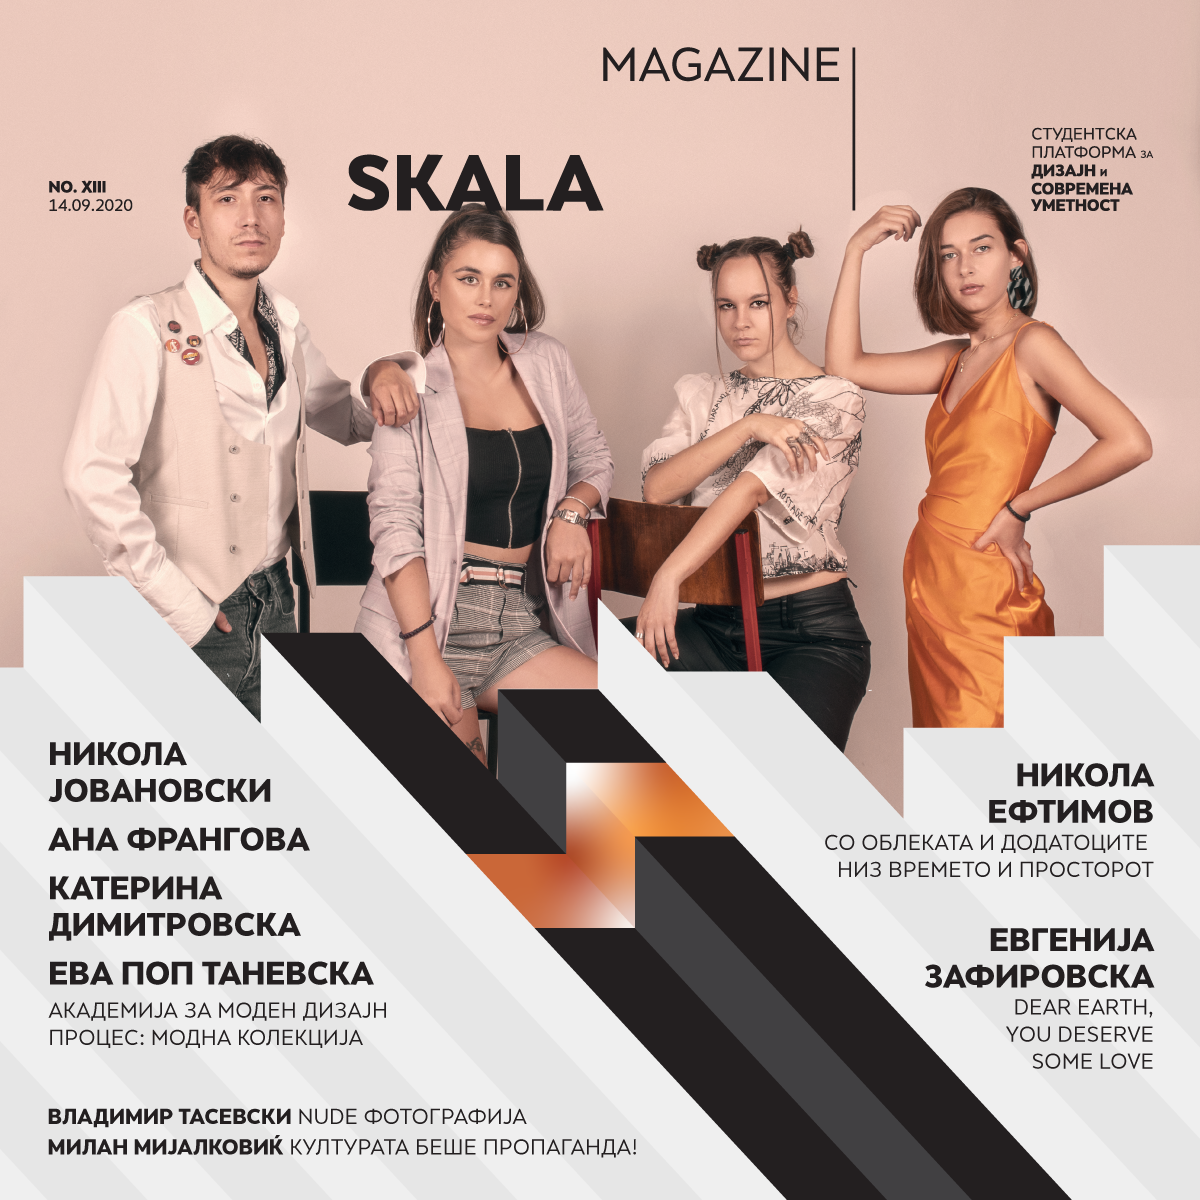 MAGAZINE
SKALA
NO. XIII
14.09.2020
СТУДЕНТСКА
ПЛАТФОРМА ЗА
ДИЗАЈН И
СОВРЕМЕНА
УМЕТНОСТ
НИКОЛА
ЈОВАНОВСКИ
АНА ФРАНГОВА
КАТЕРИНА
ДИМИТРОВСКА
ЕВА ПОП ТАНЕВСКА
АКАДЕМИЈА ЗА МОДЕН ДИЗАЈН
ПРОЦЕС: МОДНА КОЛЕКЦИЈА
НИКОЛА
ЕФТИМОВ
СО ОБЛЕКАТА И ДОДАТОЦИТЕ
НИЗ ВРЕМЕТО И ПРОСТОРОТ
ЕВГЕНИЈА
ЗАФИРОВСКА
DEAR EARTH,
YOU DESERVE
SOME LOVE
ВЛАДИМИР ТАСЕВСКИ NUDE ФОТОГРАФИЈА
МИЛАН МИЈАЛКОВИЌ КУЛТУРАТА БЕШЕ ПРОПАГАНДА!